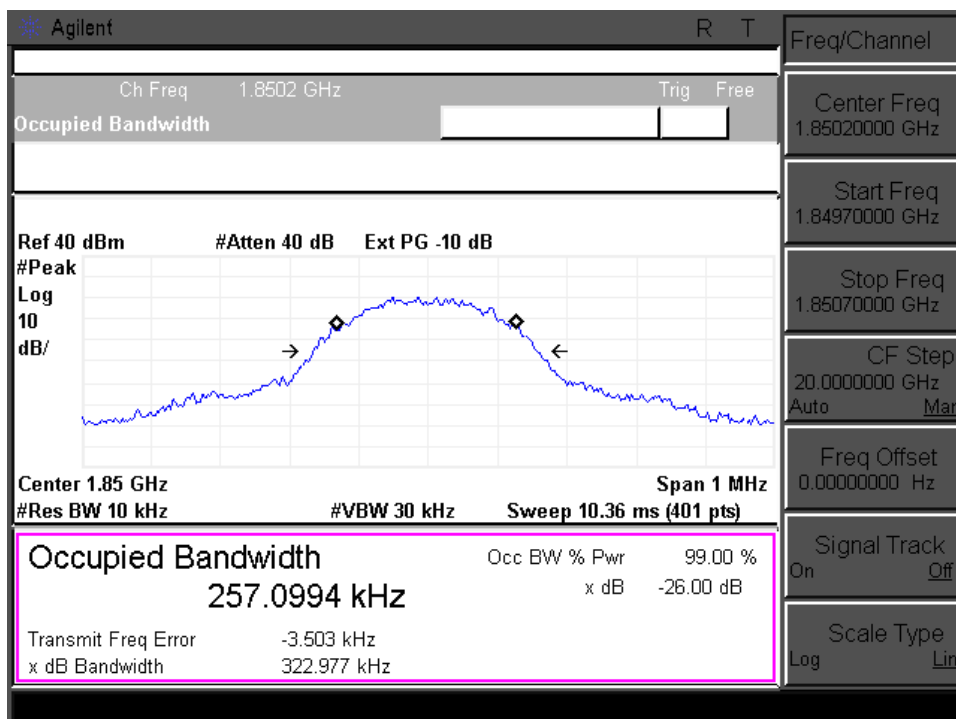 Agilent R T
Ch Freq 1.8502 GHz Trig Free
Occupied Bandwidth
Ref 40 dBm #Atten 40 dB Ext PG -10 dB
#Peak
Log
10
dB/
Center 1.85 GHz Span 1 MHz
#Res BW 10 kHz #VBW 30 kHz Sweep 10.36 ms (401 pts)
Occupied Bandwidth Occ BW % Pwr 99.00 %
257.0994 kHz x dB -26.00 dB
Transmit Freq Error -3.503 kHz
x dB Bandwidth 322.977 kHz
Freq/Channel
Center Freq
1.85020000 GHz
Start Freq
1.84970000 GHz
Stop Freq
1.85070000 GHz
CF Step
20.0000000 GHz
Auto Man
Freq Offset
0.00000000 Hz
Signal Track
On Off
Scale Type
Log Lin